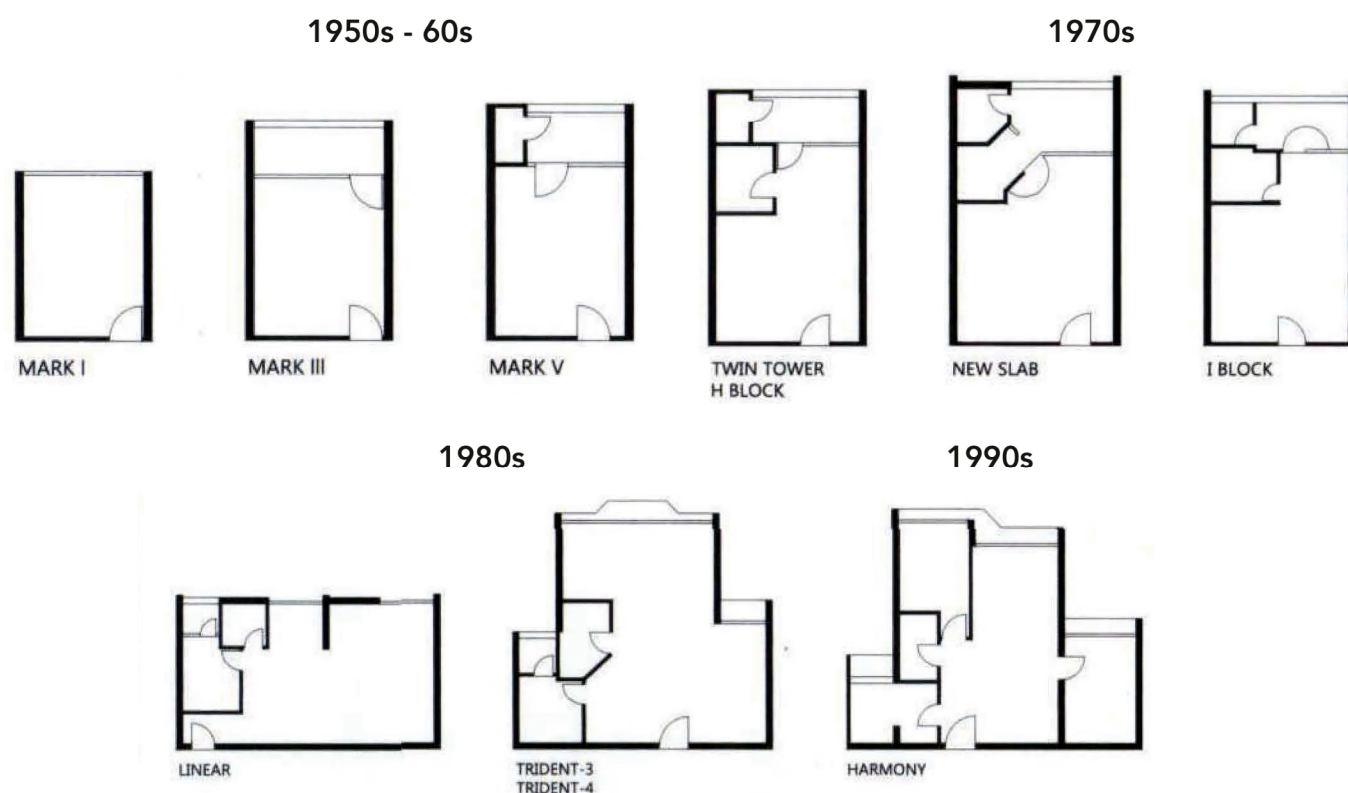 1950s - 60s
1970s
MARK I
MARK III
MARK V
TWIN TOWER
H BLOCK
NEW SLAB
I BLOCK
1980s
1990s
LINEAR
TRIDENT-3
TRIDENT-4
HARMONY